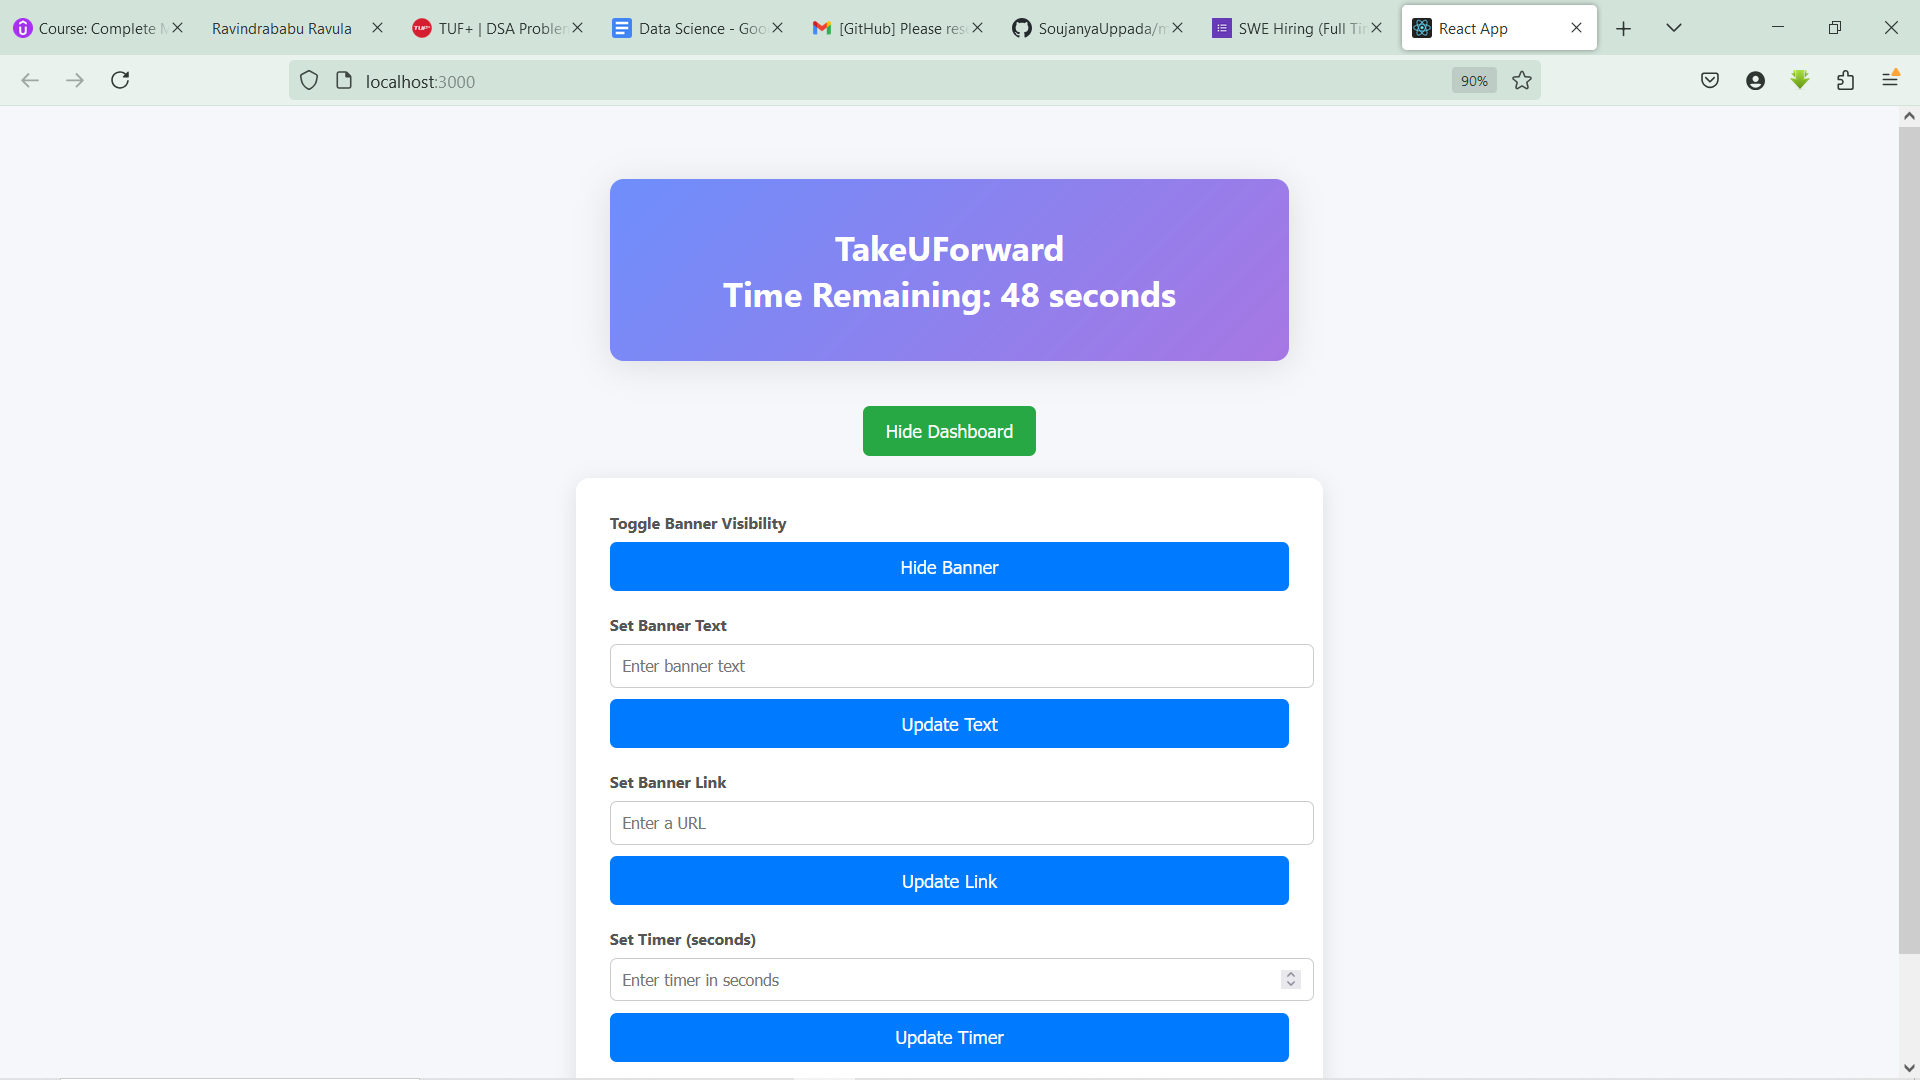 Course: Complete M
Ravindrababu Ravula
TUF+ | DSA Problem
Data Science - Goo
[GitHub] Please res
SoujanyaUppada/m
SWE Hiring (Full Tim
React App
localhost:3000
90%
TakeUForward
Time Remaining: 48 seconds
Hide Dashboard
Toggle Banner Visibility
Hide Banner
Set Banner Text
Enter banner text
Update Text
Set Banner Link
Enter a URL
Update Link
Set Timer (seconds)
Enter timer in seconds
Update Timer